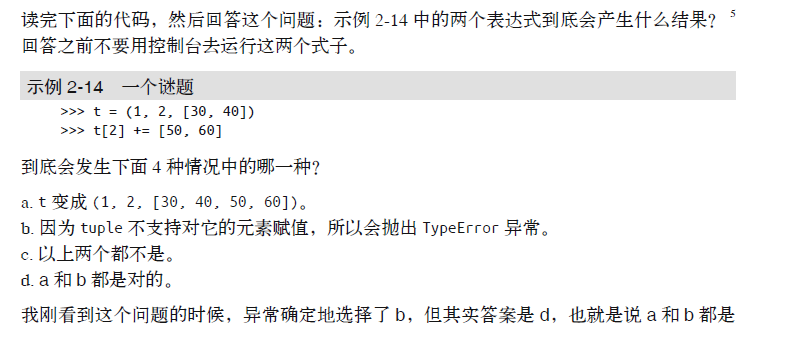 读完下面的代码，然后回答这个问题：示例 2-14 中的两个表达式到底会产生什么结果？ 5
回答之前不要用控制台去运行这两个式子。
示例 2-14 一个谜题
>>> t = (1, 2, [30, 40])
>>> t[2] += [50, 60]
到底会发生下面 4 种情况中的哪一种？
a. t 变成 (1, 2, [30, 40, 50, 60])。
b. 因为 tuple 不支持对它的元素赋值，所以会抛出 TypeError 异常。
c. 以上两个都不是。
d. a 和 b 都是对的。
我刚看到这个问题的时候，异常确定地选择了 b，但其实答案是 d，也就是说 a 和 b 都是